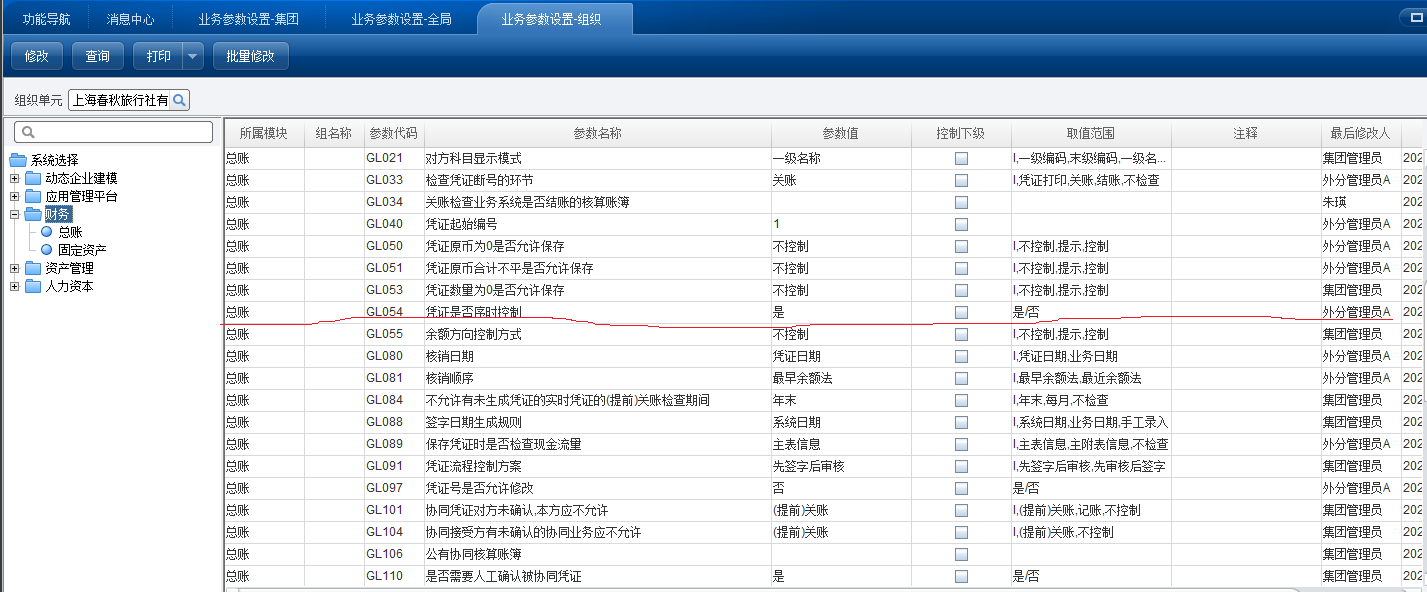 功能导航 消息中心 业务参数设置-集团 业务参数设置-全局 业务参数设置-组织
修改 查询 打印 批量修改
组织单元 上海春秋旅行社有
系统选择
动态企业建模
应用管理平台
财务
总账
固定资产
资产管理
人力资本
所属模块 组名称 参数代码 参数名称 参数值 控制下级 取值范围 注释 最后修改人
总账 GL021 对方科目显示模式 一级名称 I,一级编码,末级编码,一级名... 集团管理员 202
总账 GL033 检查凭证断号的环节 关账 I,凭证打印,关账,结账,不检查 外分管理员A 202
总账 GL034 关账检查业务系统是否结账的核算账簿 朱瑛 202
总账 GL040 凭证起始编号 1 外分管理员A 202
总账 GL050 凭证原币为0是否允许保存 不控制 I,不控制,提示,控制 外分管理员A 202
总账 GL051 凭证原币合计不平是否允许保存 不控制 I,不控制,提示,控制 外分管理员A 202
总账 GL053 凭证数量为0是否允许保存 不控制 I,不控制,提示,控制 集团管理员 202
总账 GL054 凭证是否序时控制 是 是/否 外分管理员A 202
总账 GL055 余额方向控制方式 不控制 I,不控制,提示,控制 集团管理员 202
总账 GL080 核销日期 凭证日期 I,凭证日期,业务日期 外分管理员A 202
总账 GL081 核销顺序 最早余额法 I,最早余额法,最近余额法 外分管理员A 202
总账 GL084 不允许有未生成凭证的实时凭证的(提前)关账检查期间 年末 I,年末,每月,不检查 集团管理员 202
总账 GL088 签字日期生成规则 系统日期 I,系统日期,业务日期,手工录入 集团管理员 202
总账 GL089 保存凭证时是否检查现金流量 主表信息 I,主表信息,主附表信息,不检查 外分管理员A 202
总账 GL091 凭证流程控制方案 先签字后审核 I,先签字后审核,先审核后签字 集团管理员 202
总账 GL097 凭证号是否允许修改 否 是/否 外分管理员A 202
总账 GL101 协同凭证对方未确认,本方应不允许 (提前)关账 I,(提前)关账,记账,不控制 集团管理员 202
总账 GL104 协同接受方有未确认的协同业务应不允许 (提前)关账 I,(提前)关账,不控制 集团管理员 202
总账 GL106 公有协同核算账簿 集团管理员 202
总账 GL110 是否需要人工确认被协同凭证 是 是/否 集团管理员 202